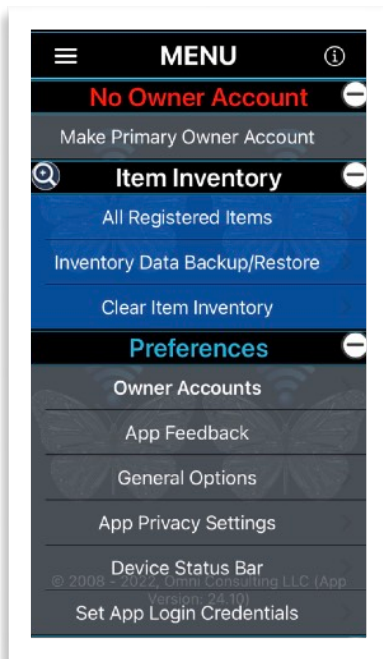 MENU
No Owner Account
Make Primary Owner Account
Item Inventory
All Registered Items
Inventory Data Backup/Restore
Clear Item Inventory
Preferences
Owner Accounts
App Feedback
General Options
App Privacy Settings
Device Status Bar
© 2008 - 2022, Omni Consulting LLC (App
Version: 24.10)
Set App Login Credentials